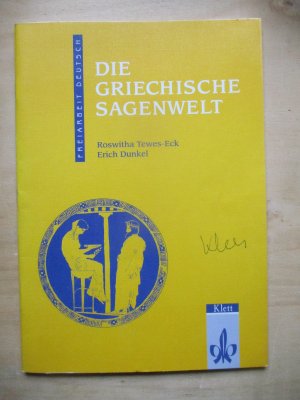 FREIARBEIT DEUTSCH
DIE
GRIECHISCHE
SAGENWELT
Roswitha Tewes-Eck
Erich Dunkel
Klett